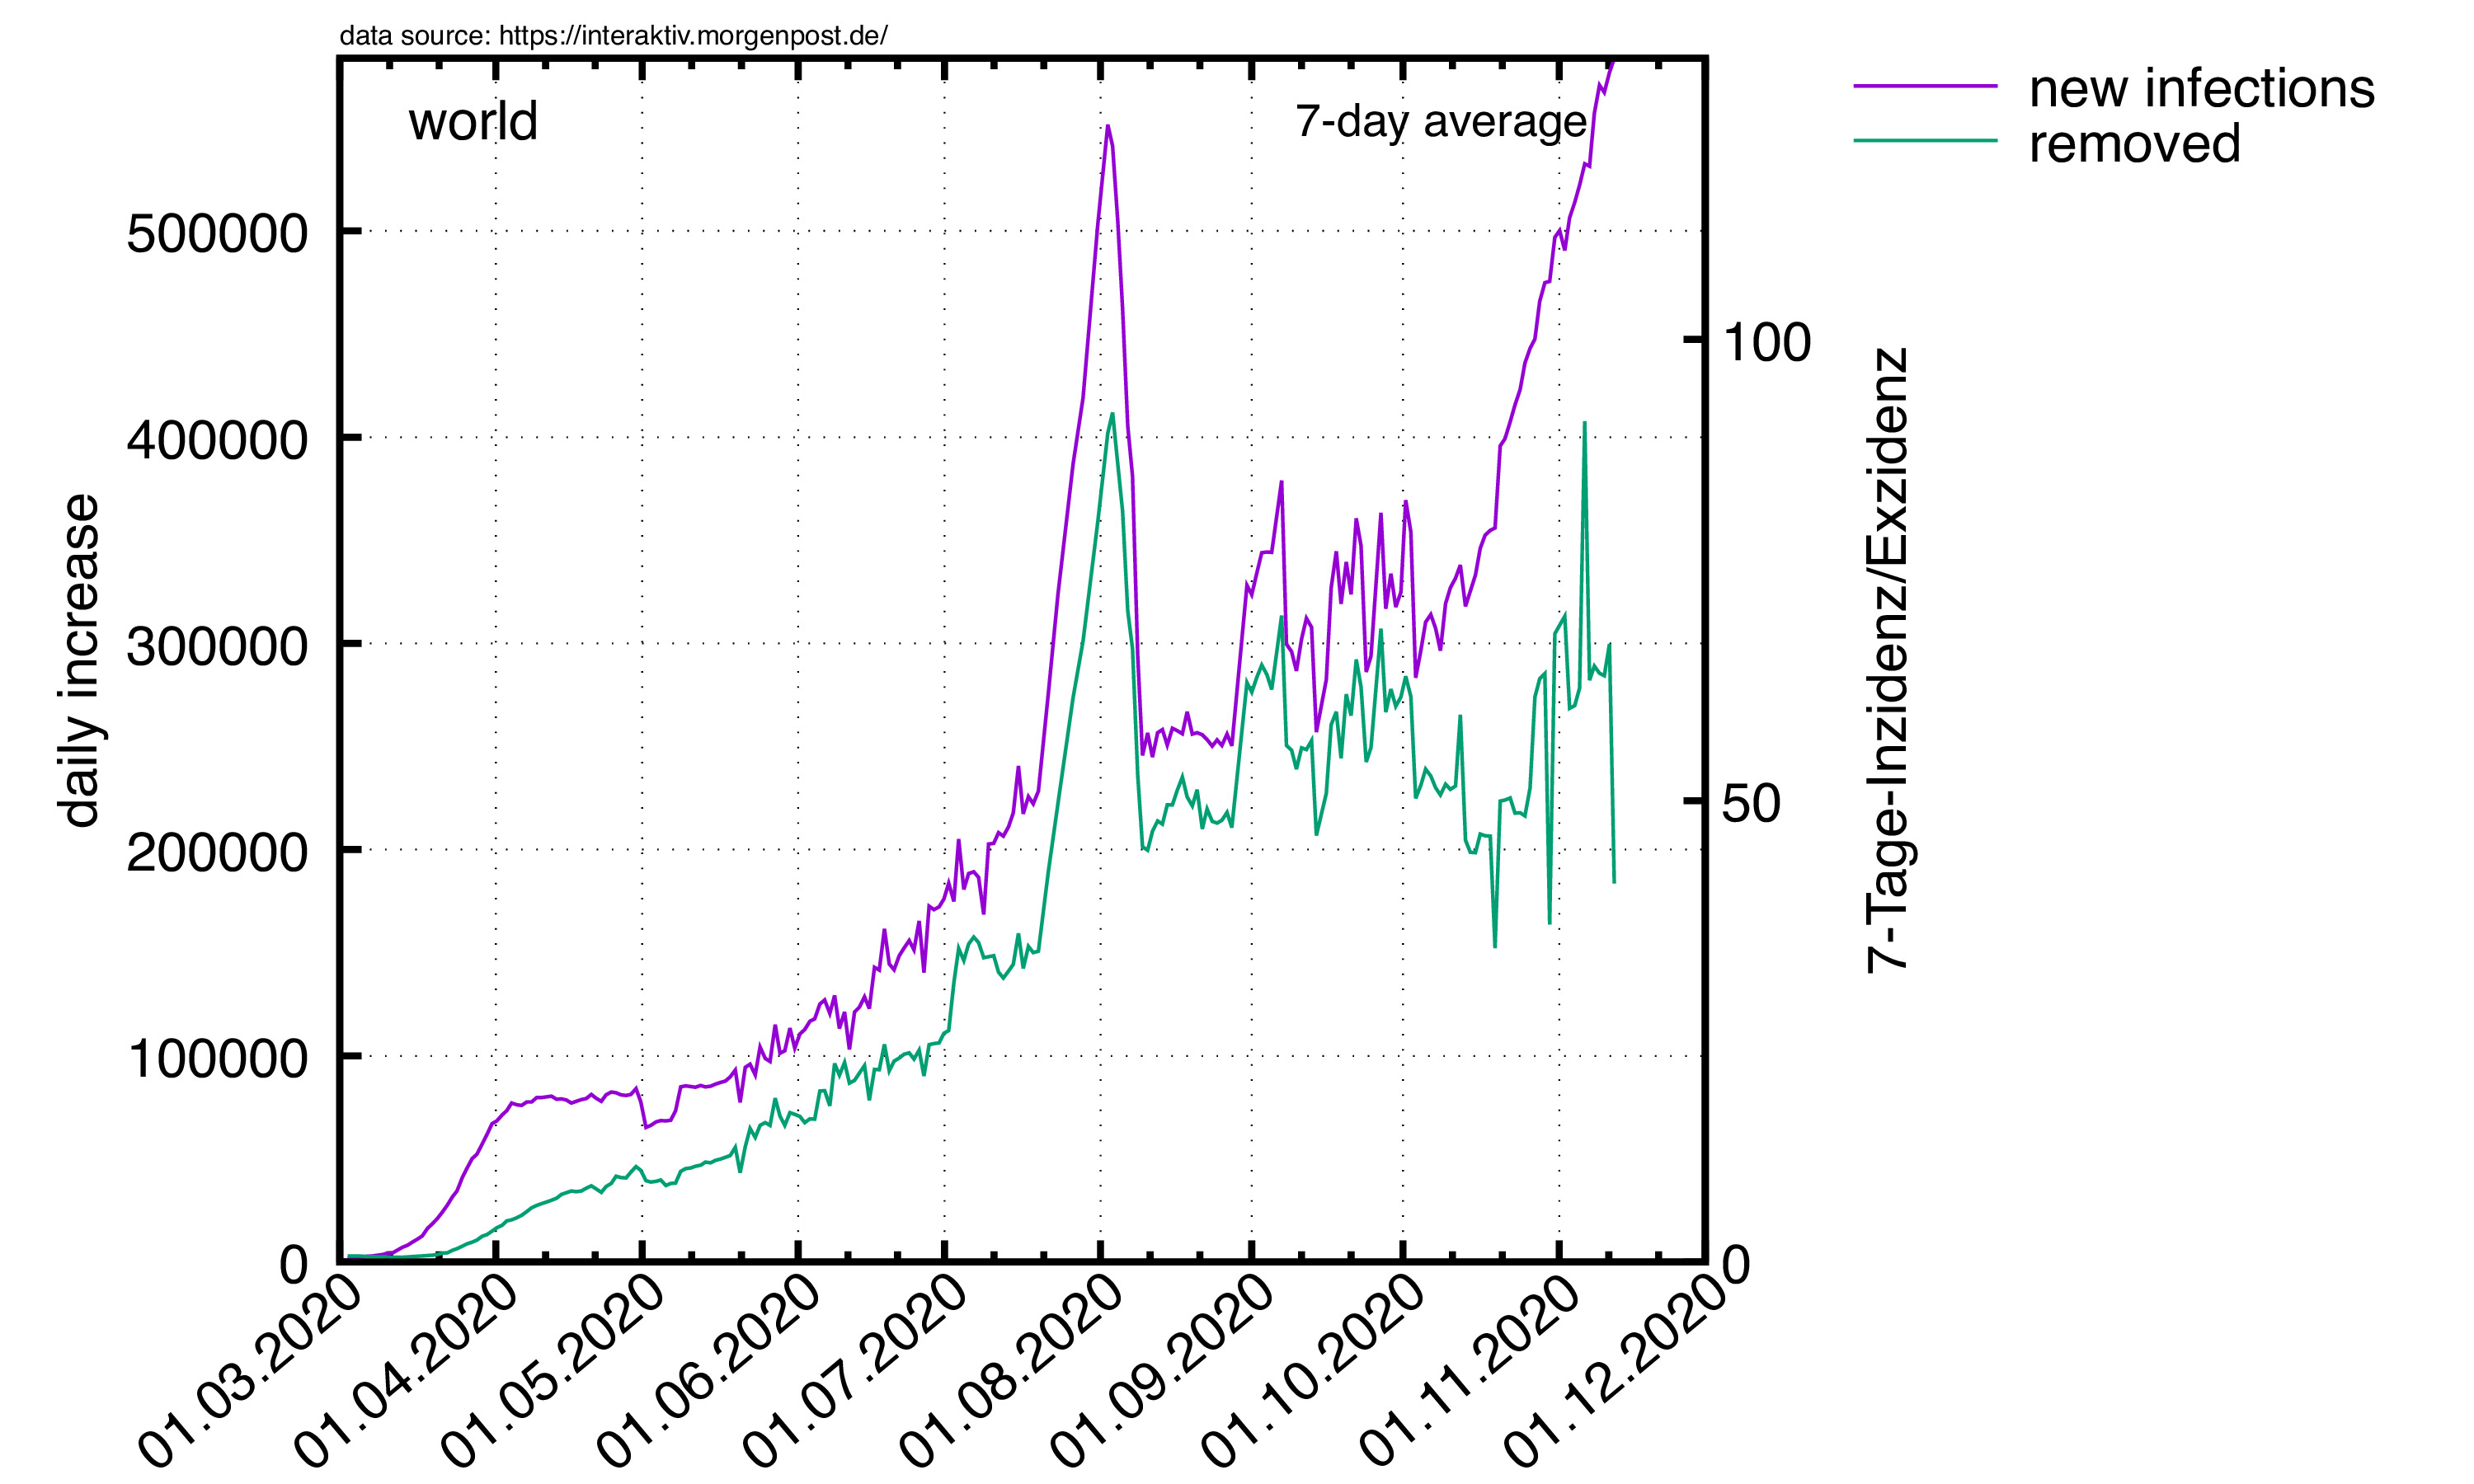 data source: https://interaktiv.morgenpost.de/
world
7-day average
new infections
removed
daily increase
500000
400000
300000
200000
100000
0
100
50
0
7-Tage-Inzidenz/Exzidenz
01.03.2020
01.04.2020
01.05.2020
01.06.2020
01.07.2020
01.08.2020
01.09.2020
01.10.2020
01.11.2020
01.12.2020